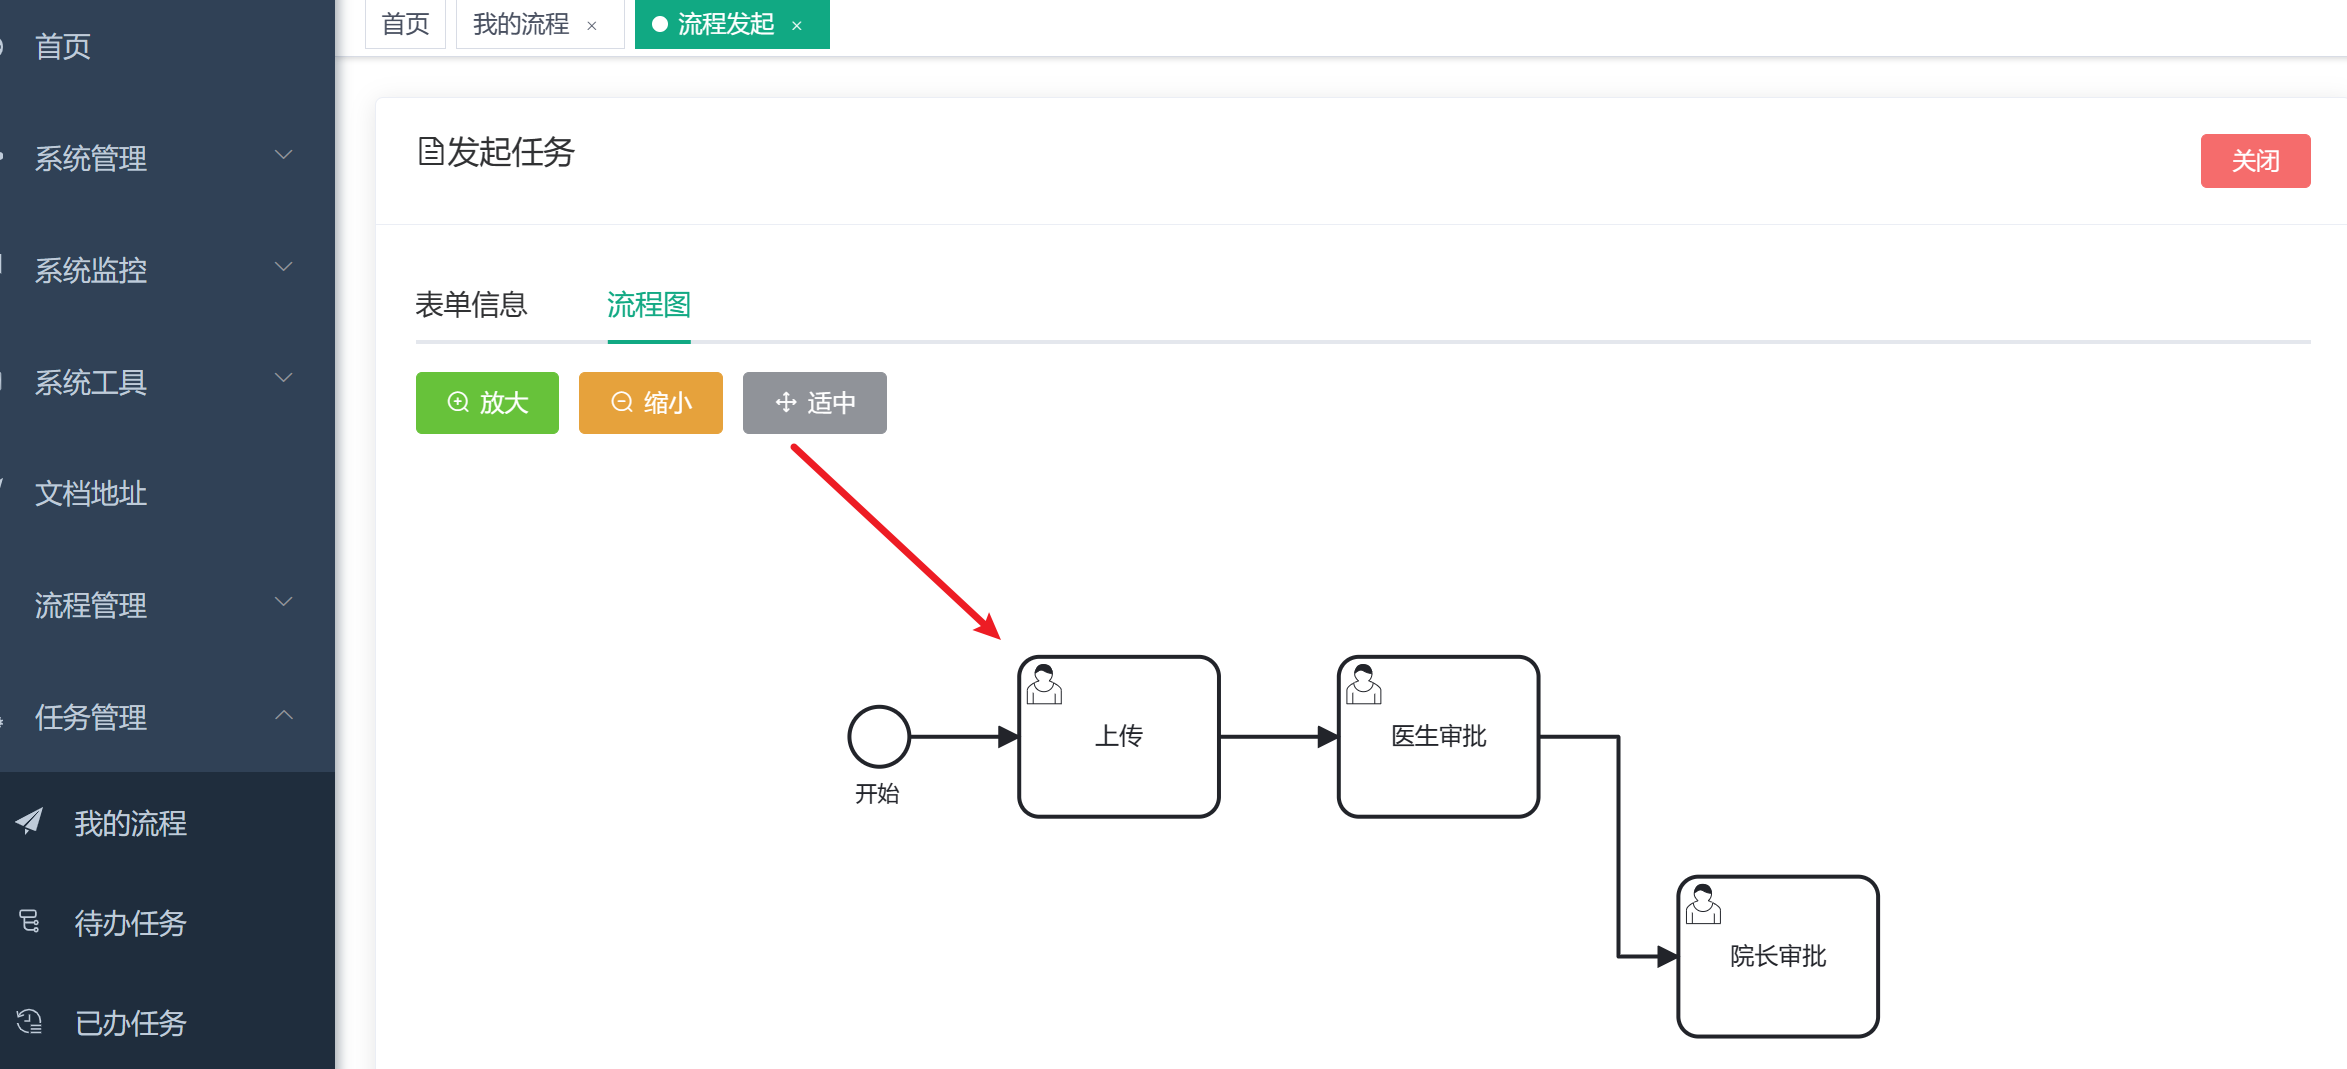 首页
系统管理
系统监控
系统工具
文档地址
流程管理
任务管理
我的流程
待办任务
已办任务
首页 我的流程 × 流程发起 ×
发起任务 关闭
表单信息 流程图
放大 缩小 适中
上传 医生审批
开始
院长审批